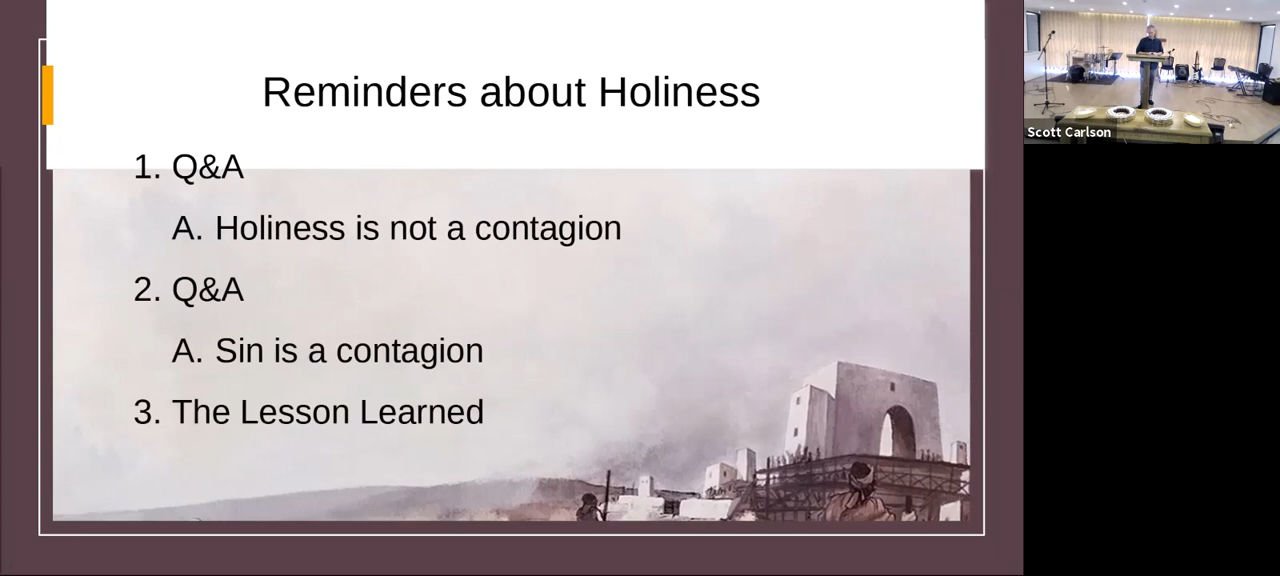 Reminders about Holiness
1. Q&A
A. Holiness is not a contagion
2. Q&A
A. Sin is a contagion
3. The Lesson Learned
Scott Carlson